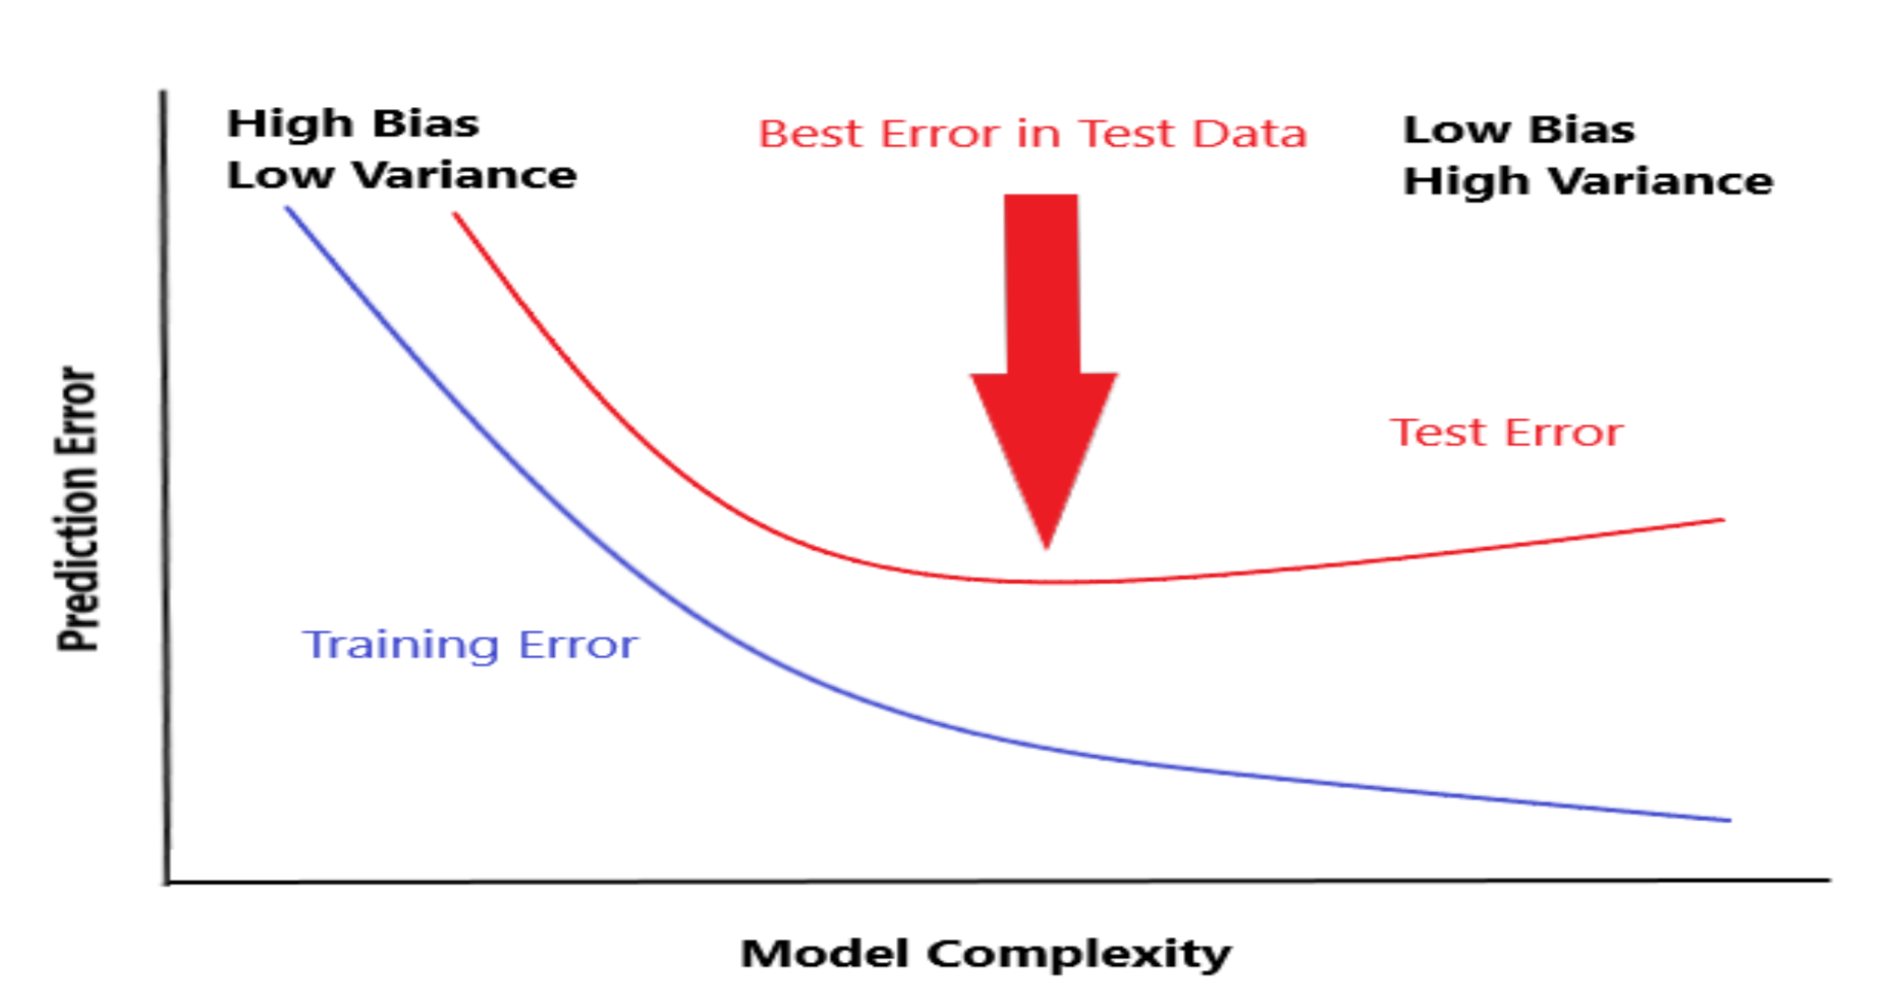 High Bias
Low Variance
Best Error in Test Data
Low Bias
High Variance
Test Error
Training Error
Prediction Error
Model Complexity